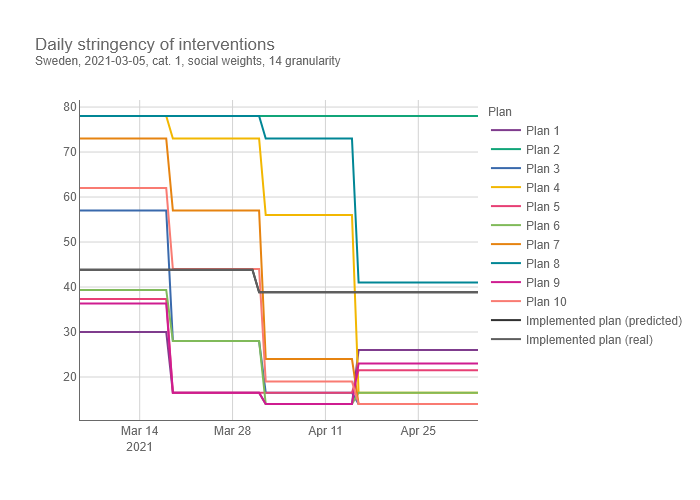 Daily stringency of interventions
Sweden, 2021-03-05, cat. 1, social weights, 14 granularity
80
70
60
50
40
30
20
Mar 14
2021
Mar 28
Apr 11
Apr 25
Plan
Plan 1
Plan 2
Plan 3
Plan 4
Plan 5
Plan 6
Plan 7
Plan 8
Plan 9
Plan 10
Implemented plan (predicted)
Implemented plan (real)